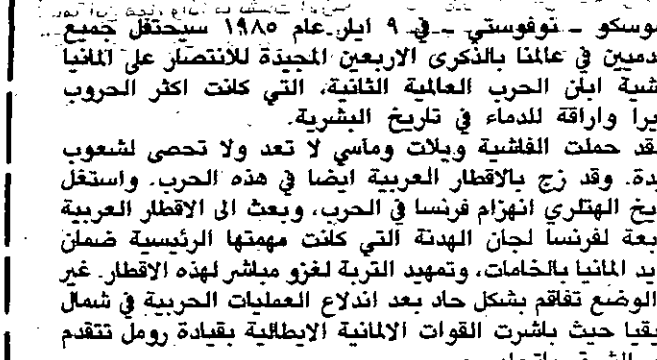 موسكو ـ نوفوستي ـ في ٩ ايلر عام ١٩٨٥ سيحتفل جميع
دميين في عالمنا بالذكرى الاربعين المجيدة للانتصار على المانيا
شية ابان الحرب العالمية الثانية، التي كانت اكثر الحروب
يرا واراقة للدماء في تاريخ البشرية.
قد حملت الفاشية ويلات ومآسي لا تعد ولا تحصى لشعوب
يدة. وقد زج بالاقطار العربية ايضا في هذه الحرب. واستغل
يخ الهتلري انهزام فرنسا في الحرب، وبعث الى الاقطار العربية
بعة لفرنسا لجان الهدنة التي كانت مهمتها الرئيسية ضمان
يد المانيا بالخامات، وتمهيد التربة لغزو مباشر لهذه الاقطار. غير
الوضع تفاقم بشكل حاد بعد اندلاع العمليات الحربية في شمال
يقيا حيث باشرت القوات الالمانية الايطالية بقيادة رومل تتقدم